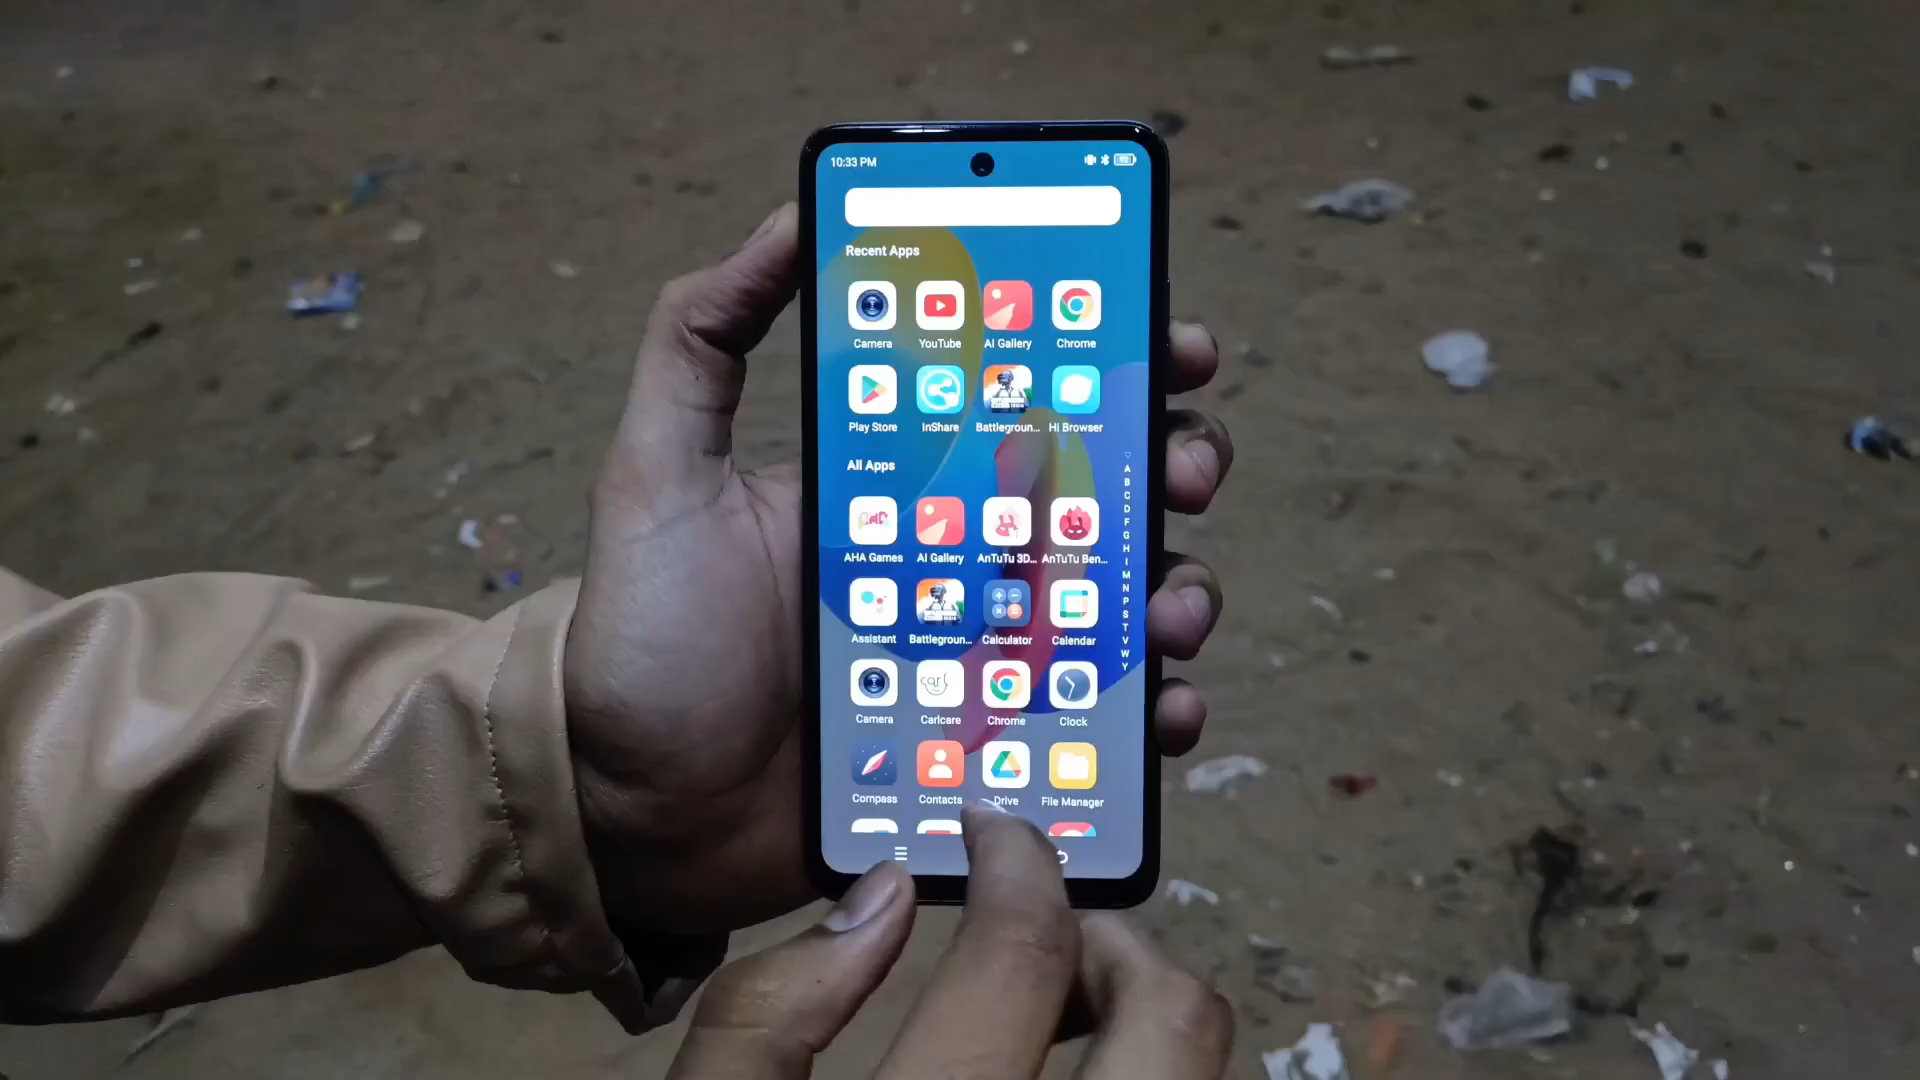 10:33 PM
92
Recent Apps
Camera YouTube AI Gallery Chrome
Play Store InShare Battlegroun... Hi Browser
All Apps
AHA Games AI Gallery AnTuTu 3D... AnTuTu Ben...
Assistant Battlegroun... Calculator Calendar
Camera Carlcare Chrome Clock
Compass Contacts Drive File Manager
A
B
C
D
F
G
H
I
M
N
P
S
T
V
W
Y